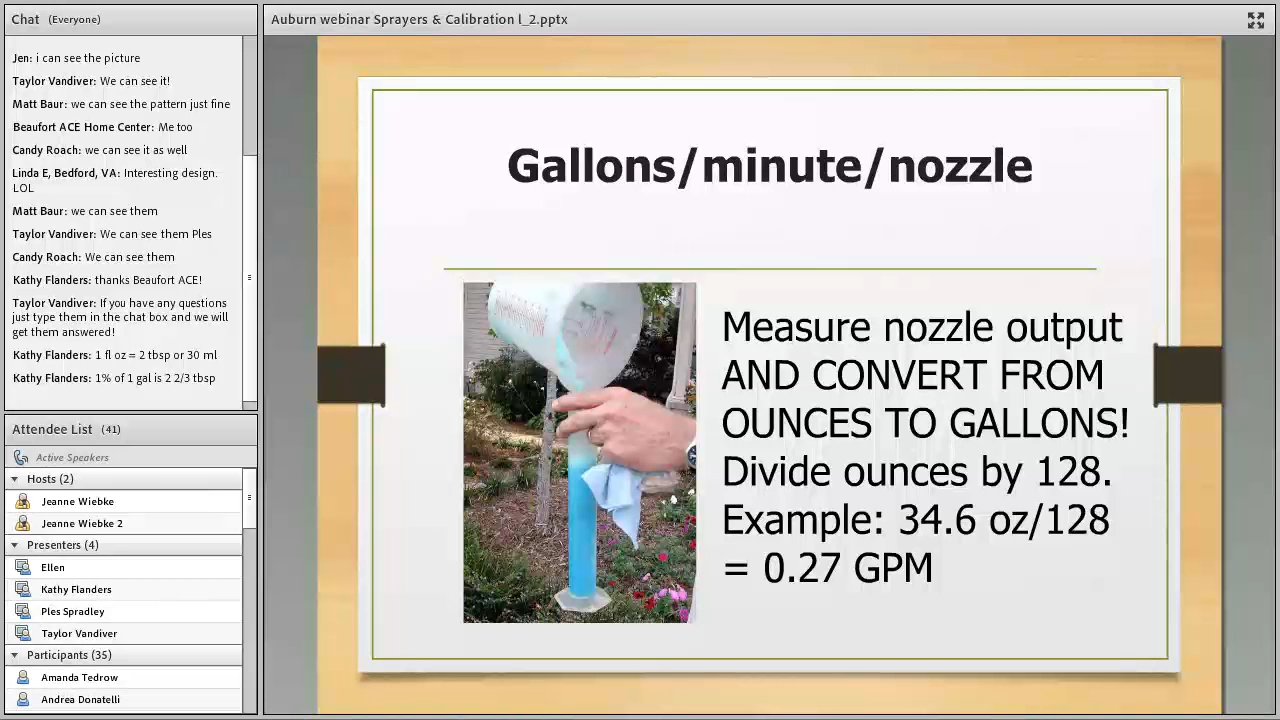 Chat (Everyone)
Jen: i can see the picture
Taylor Vandiver: We can see it!
Matt Baur: we can see the pattern just fine
Beaufort ACE Home Center: Me too
Candy Roach: we can see it as well
Linda E, Bedford, VA: Interesting design.
LOL
Matt Baur: we can see them
Taylor Vandiver: We can see them Ples
Candy Roach: We can see them
Kathy Flanders: thanks Beaufort ACE!
Taylor Vandiver: If you have any questions
just type them in the chat box and we will
get them answered!
Kathy Flanders: 1 fl oz = 2 tbsp or 30 ml
Kathy Flanders: 1% of 1 gal is 2 2/3 tbsp
Attendee List (41)
Active Speakers
Hosts (2)
Jeanne Wiebke
Jeanne Wiebke 2
Presenters (4)
Ellen
Kathy Flanders
Ples Spradley
Taylor Vandiver
Participants (35)
Amanda Tedrow
Andrea Donatelli
Auburn webinar Sprayers & Calibration l_2.pptx
Gallons/minute/nozzle
Measure nozzle output
AND CONVERT FROM
OUNCES TO GALLONS!
Divide ounces by 128.
Example: 34.6 oz/128
= 0.27 GPM